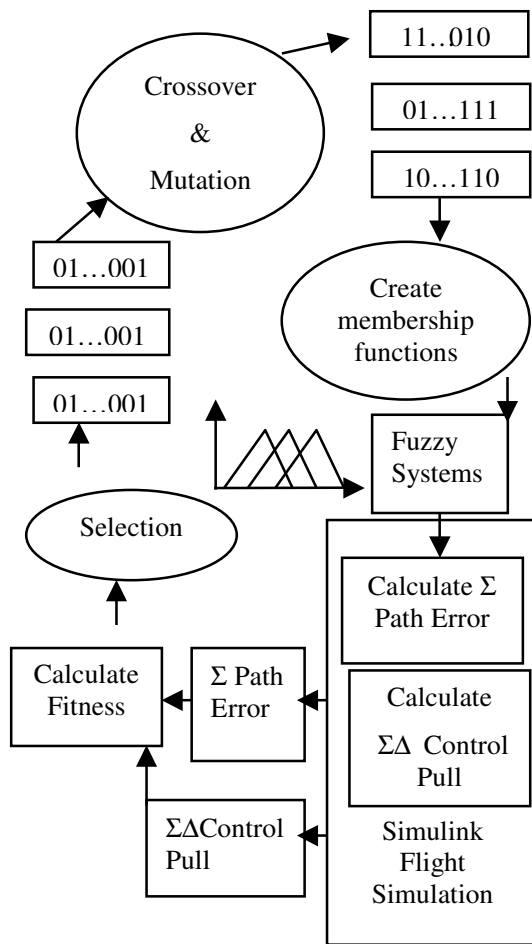 11…010
Crossover
&
Mutation
01…111
10…110
01…001
01…001
01…001
Create
membership
functions
Fuzzy
Systems
Selection
Calculate Σ
Path Error
Calculate
ΣΔ Control
Pull
Simulink
Flight
Simulation
Σ Path
Error
ΣΔControl
Pull
Calculate
Fitness